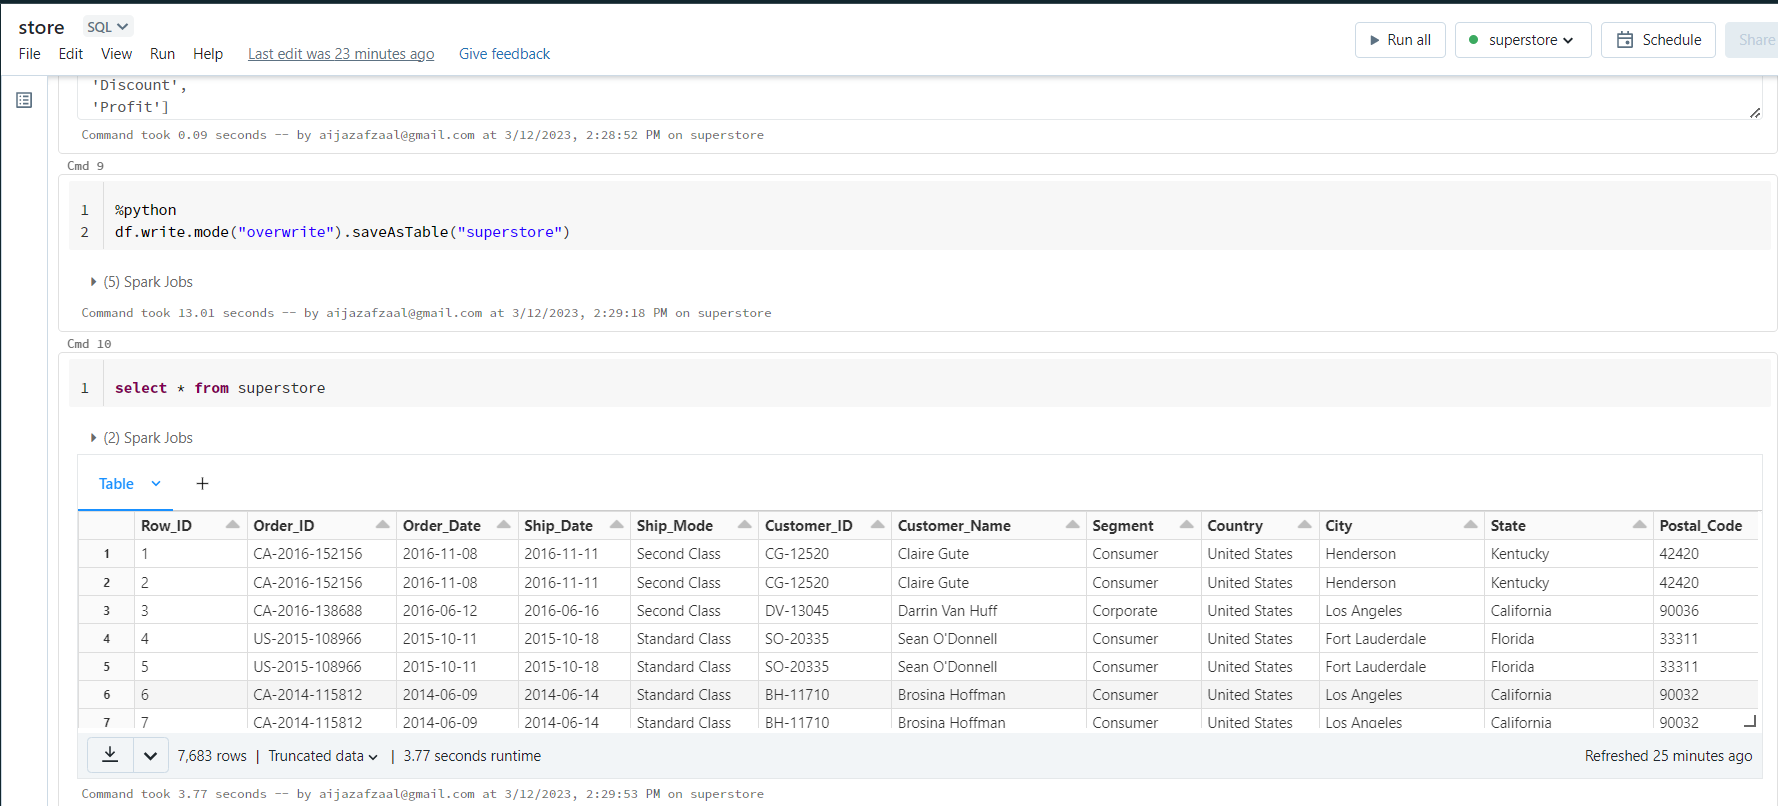 store SQL
File Edit View Run Help Last edit was 23 minutes ago Give feedback
Run all superstore Schedule Share
'Discount',
'Profit']
Command took 0.09 seconds -- by aijazafzaal@gmail.com at 3/12/2023, 2:28:52 PM on superstore
Cmd 9
1 %python
2 df.write.mode("overwrite").saveAsTable("superstore")
(5) Spark Jobs
Command took 13.01 seconds -- by aijazafzaal@gmail.com at 3/12/2023, 2:29:18 PM on superstore
Cmd 10
1 select * from superstore
(2) Spark Jobs
Table +
Row_ID Order_ID Order_Date Ship_Date Ship_Mode Customer_ID Customer_Name Segment Country City State Postal_Code
1 1 CA-2016-152156 2016-11-08 2016-11-11 Second Class CG-12520 Claire Gute Consumer United States Henderson Kentucky 42420
2 2 CA-2016-152156 2016-11-08 2016-11-11 Second Class CG-12520 Claire Gute Consumer United States Henderson Kentucky 42420
3 3 CA-2016-138688 2016-06-12 2016-06-16 Second Class DV-13045 Darrin Van Huff Corporate United States Los Angeles California 90036
4 4 US-2015-108966 2015-10-11 2015-10-18 Standard Class SO-20335 Sean O'Donnell Consumer United States Fort Lauderdale Florida 33311
5 5 US-2015-108966 2015-10-11 2015-10-18 Standard Class SO-20335 Sean O'Donnell Consumer United States Fort Lauderdale Florida 33311
6 6 CA-2014-115812 2014-06-09 2014-06-14 Standard Class BH-11710 Brosina Hoffman Consumer United States Los Angeles California 90032
7 7 CA-2014-115812 2014-06-09 2014-06-14 Standard Class BH-11710 Brosina Hoffman Consumer United States Los Angeles California 90032
7,683 rows | Truncated data | 3.77 seconds runtime Refreshed 25 minutes ago
Command took 3.77 seconds -- by aijazafzaal@gmail.com at 3/12/2023, 2:29:53 PM on superstore